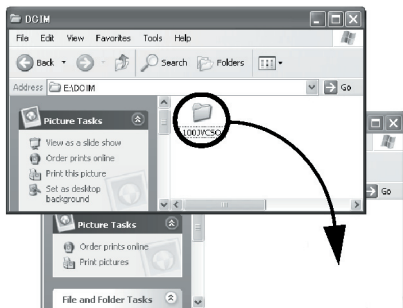 DCIM
File Edit View Favorites Tools Help
Back Search Folders
Address E:\DCIM Go
Picture Tasks
View as a slide show
Order prints online
Print this picture
Set as desktop
background
100JVCSO
Go
Picture Tasks
Order prints online
Print pictures
File and Folder Tasks